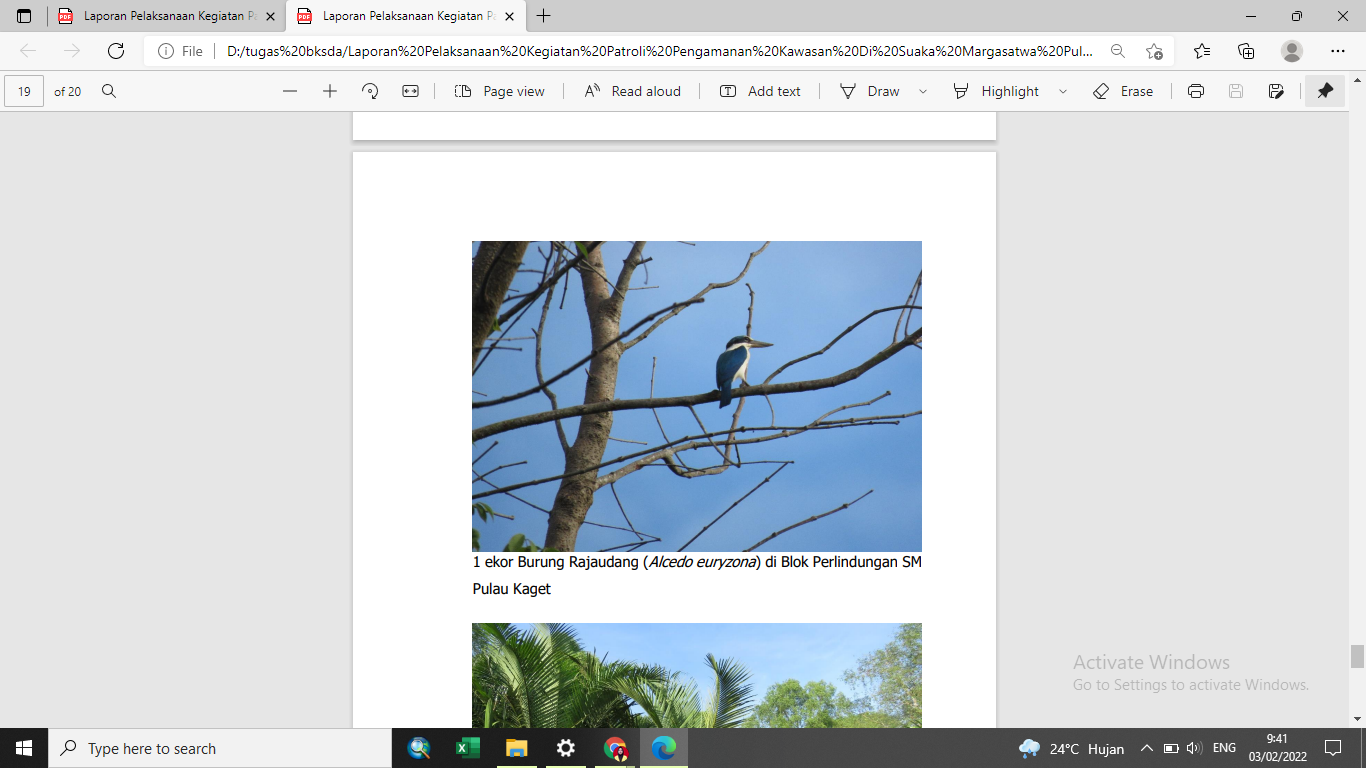 Laporan Pelaksanaan Kegiatan Pa
Laporan Pelaksanaan Kegiatan Pa
File
D:/tugas%20bksda/Laporan%20Pelaksanaan%20Kegiatan%20Patroli%20Pengamanan%20Kawasan%20Di%20Suaka%20Margasatwa%20Pul...
19 of 20
Page view
Read aloud
Add text
Draw
Highlight
Erase
1 ekor Burung Rajaudang (Alcedo euryzona) di Blok Perlindungan SM
Pulau Kaget
Activate Windows
Go to Settings to activate Windows.
Type here to search
24°C Hujan
ENG
9:41
03/02/2022